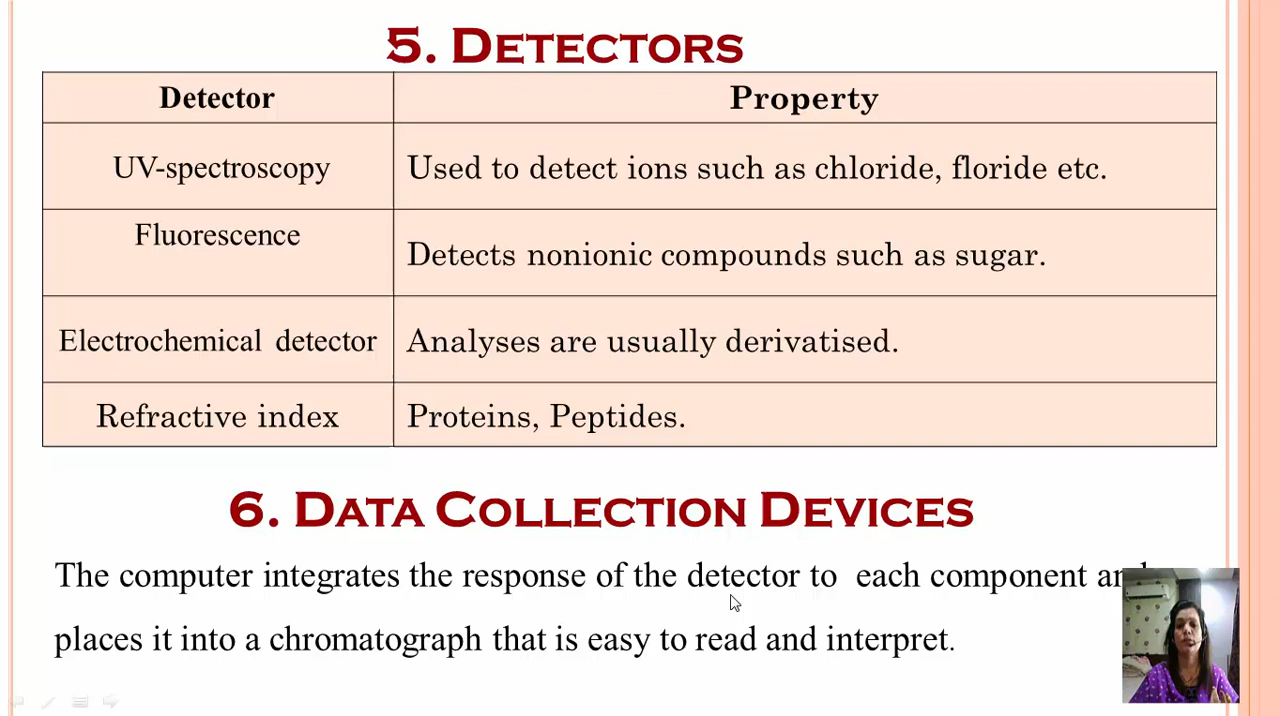 5. DETECTORS
Detector Property
UV-spectroscopy Used to detect ions such as chloride, floride etc.
Fluorescence Detects nonionic compounds such as sugar.
Electrochemical detector Analyses are usually derivatised.
Refractive index Proteins, Peptides.
6. DATA COLLECTION DEVICES
The computer integrates the response of the detector to each component
places it into a chromatograph that is easy to read and interpret.